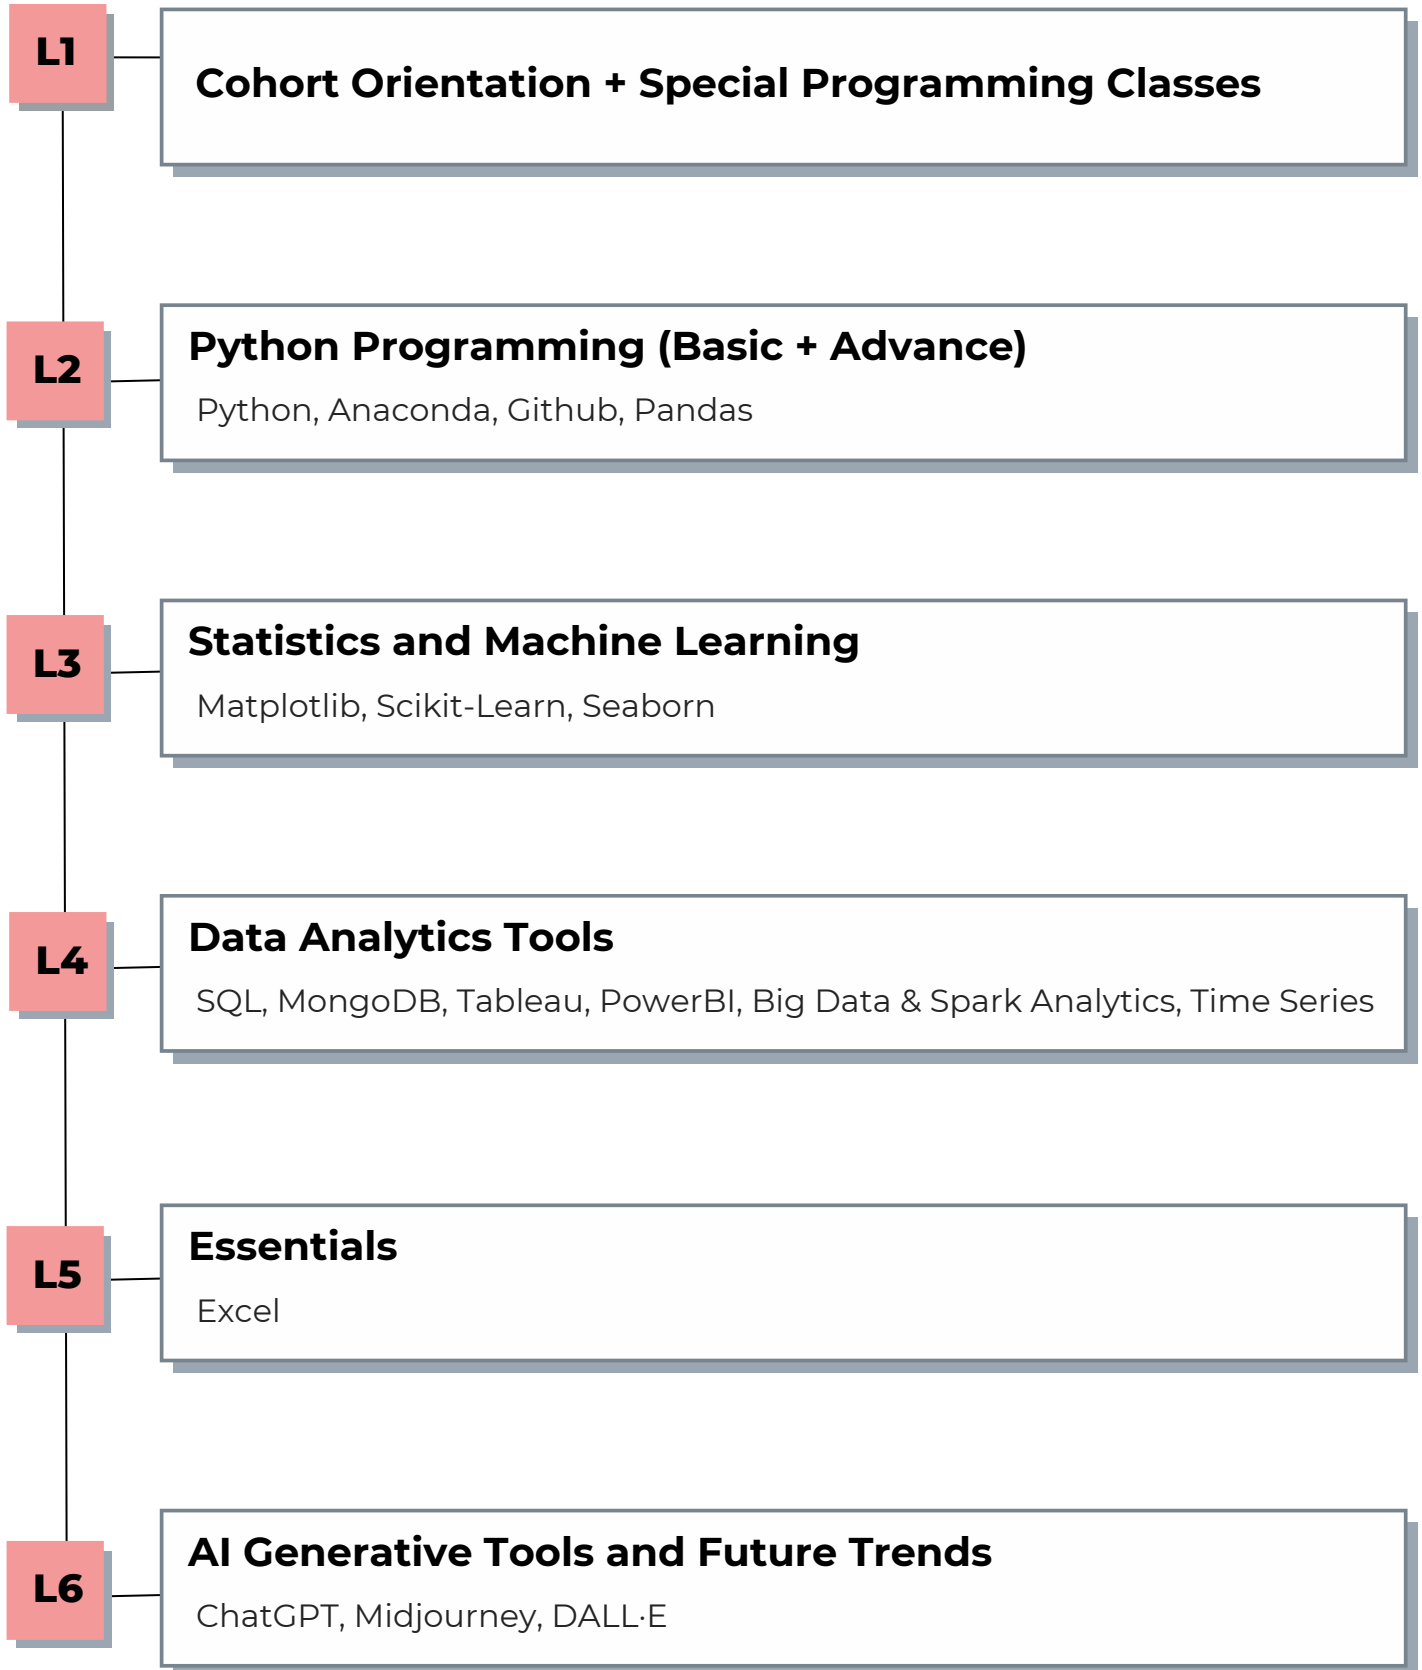 L1
Cohort Orientation + Special Programming Classes
L2
Python Programming (Basic + Advance)
Python, Anaconda, Github, Pandas
L3
Statistics and Machine Learning
Matplotlib, Scikit-Learn, Seaborn
L4
Data Analytics Tools
SQL, MongoDB, Tableau, PowerBI, Big Data & Spark Analytics, Time Series
L5
Essentials
Excel
L6
AI Generative Tools and Future Trends
ChatGPT, Midjourney, DALL·E